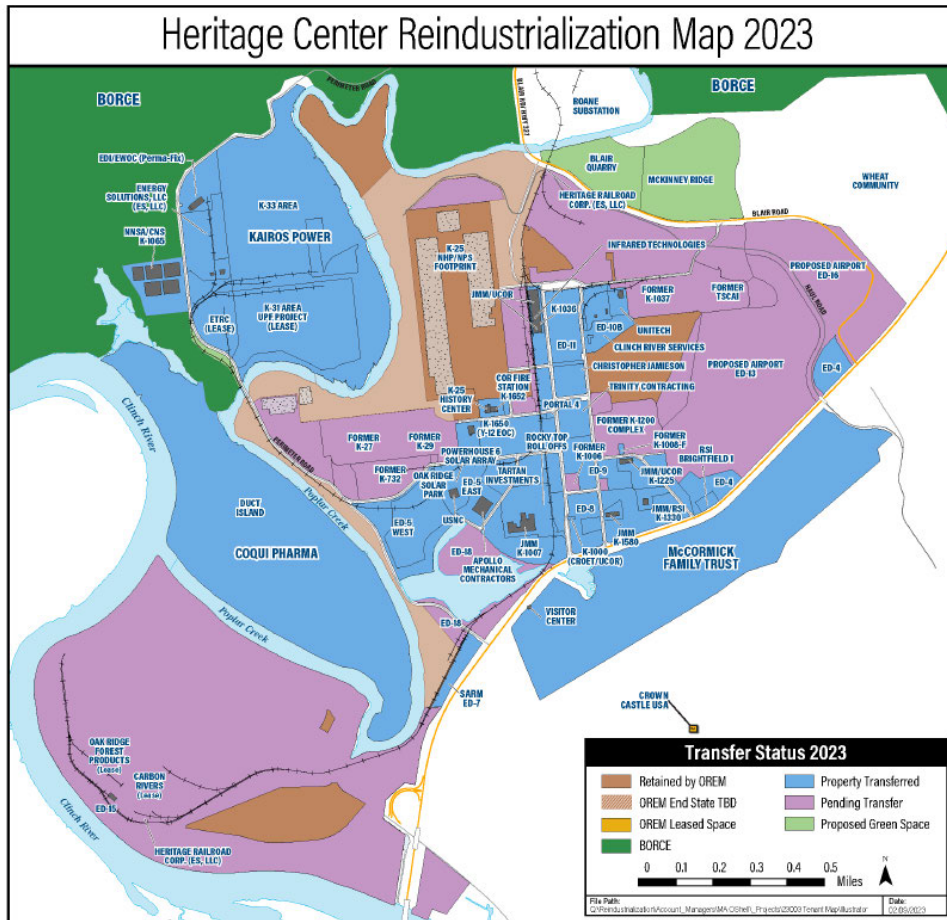 Heritage Center Reindustrialization Map 2023
BORCE
PERIMETER ROAD
BLAIR ROAD 327
ROANE
SUBSTATION
BORCE
EDI/EWOC (Perma-Fix)
ENERGY
SOLUTIONS, LLC
(ES, LLC)
NNSA/CNS
K-1065
K-33 AREA
KAIROS POWER
BLAIR
QUARRY
MCKINNEY RIDGE
HERITAGE RAILROAD
CORP. (ES, LLC)
WHEAT
COMMUNITY
BLAIR ROAD
K-25
NHP/NPS
FOOTPRINT
INFRARED TECHNOLOGIES
PROPOSED AIRPORT
ED-16
JMM/UCOR
K-1036
FORMER
K-1037
FORMER
TSCAI
HAUL ROAD
ETRC
(LEASE)
K-31 AREA
UPF PROJECT
(LEASE)
ED-10B
UNITECH
ED-11
CLINCH RIVER SERVICES
CHRISTOPHER JAMIESON
TRINITY CONTRACTING
PROPOSED AIRPORT
ED-13
ED-4
COR FIRE
STATION
K-1652
K-25
HISTORY
CENTER
PORTAL 4
K-1650
(Y-12 EOC)
FORMER K-1200
COMPLEX
Clinch River
PERIMETER ROAD
FORMER
K-27
FORMER
K-29
POWERHOUSE 6
SOLAR ARRAY
ROCKY TOP
ROLL OFFS
FORMER
K-1006
FORMER
K-1008-F
RSI
BRIGHTFIELD 1
FORMER
K-732
OAK RIDGE
SOLAR
PARK
ED-5
EAST
TARTAN
INVESTMENTS
ED-9
JMM/UCOR
K-1225
ED-4
DUCT
ISLAND
Poplar Creek
ED-5
WEST
USNC
ED-8
JMM/RSI
K-1330
COQUI PHARMA
ED-18
JMM
K-1007
JMM
K-1580
APOLLO
MECHANICAL
CONTRACTORS
K-1000
(CROET/UCOR)
McCORMICK
FAMILY TRUST
VISITOR
CENTER
Poplar Creek
ED-18
SARM
ED-7
CROWN
CASTLE USA
OAK RIDGE
FOREST
PRODUCTS
(Lease)
CARBON
RIVERS
(Lease)
ED-15
Clinch River
HERITAGE RAILROAD
CORP. (ES, LLC)
Transfer Status 2023
Retained by OREM
Property Transferred
OREM End State TBD
Pending Transfer
OREM Leased Space
Proposed Green Space
BORCE
0 0.1 0.2 0.3 0.4 0.5
Miles
N
File Path:
Date:
02/09/2023